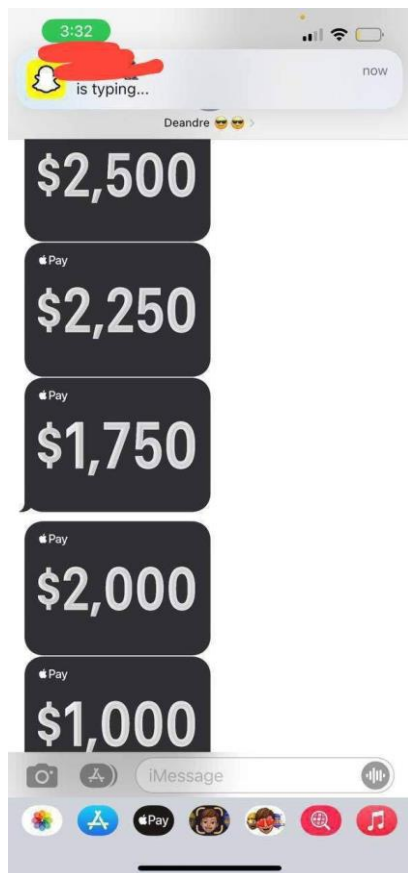 3:32
now
is typing...
Deandre 😎😎 >
$2,500
Pay
$2,250
Pay
$1,750
Pay
$2,000
Pay
$1,000
iMessage
Pay